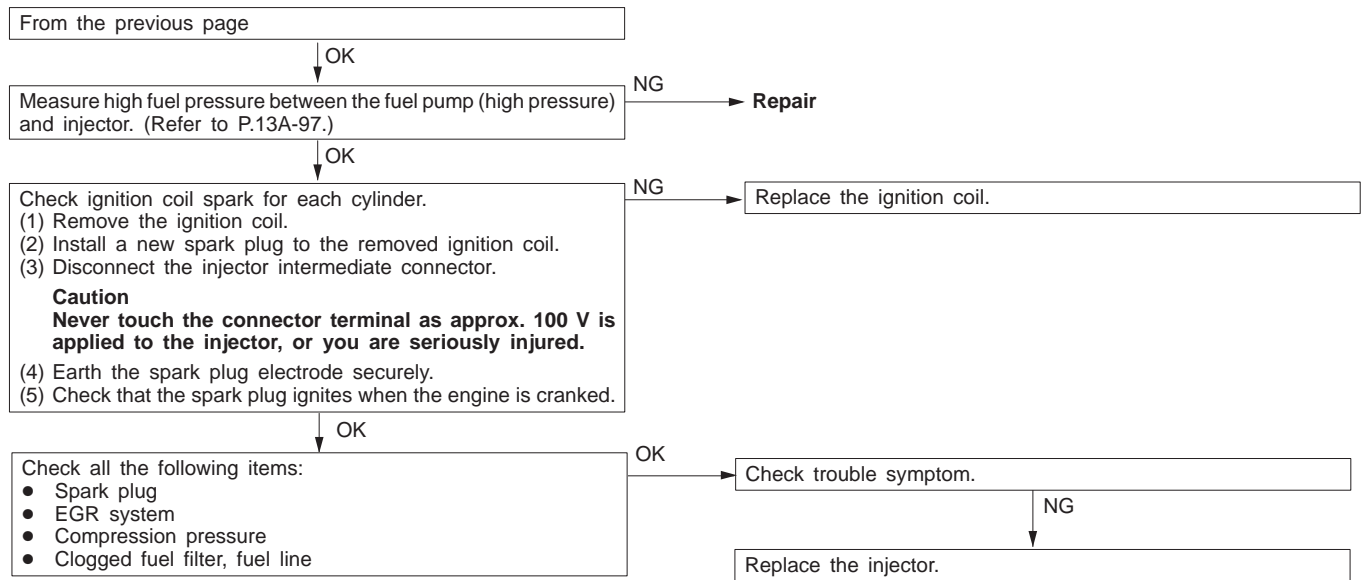 From the previous page
OK
Measure high fuel pressure between the fuel pump (high pressure)
and injector. (Refer to P.13A-97.)
NG
Repair
OK
Check ignition coil spark for each cylinder.
(1) Remove the ignition coil.
(2) Install a new spark plug to the removed ignition coil.
(3) Disconnect the injector intermediate connector.
Caution
Never touch the connector terminal as approx. 100 V is
applied to the injector, or you are seriously injured.
(4) Earth the spark plug electrode securely.
(5) Check that the spark plug ignites when the engine is cranked.
NG
Replace the ignition coil.
OK
Check all the following items:
● Spark plug
● EGR system
● Compression pressure
● Clogged fuel filter, fuel line
OK
Check trouble symptom.
NG
Replace the injector.